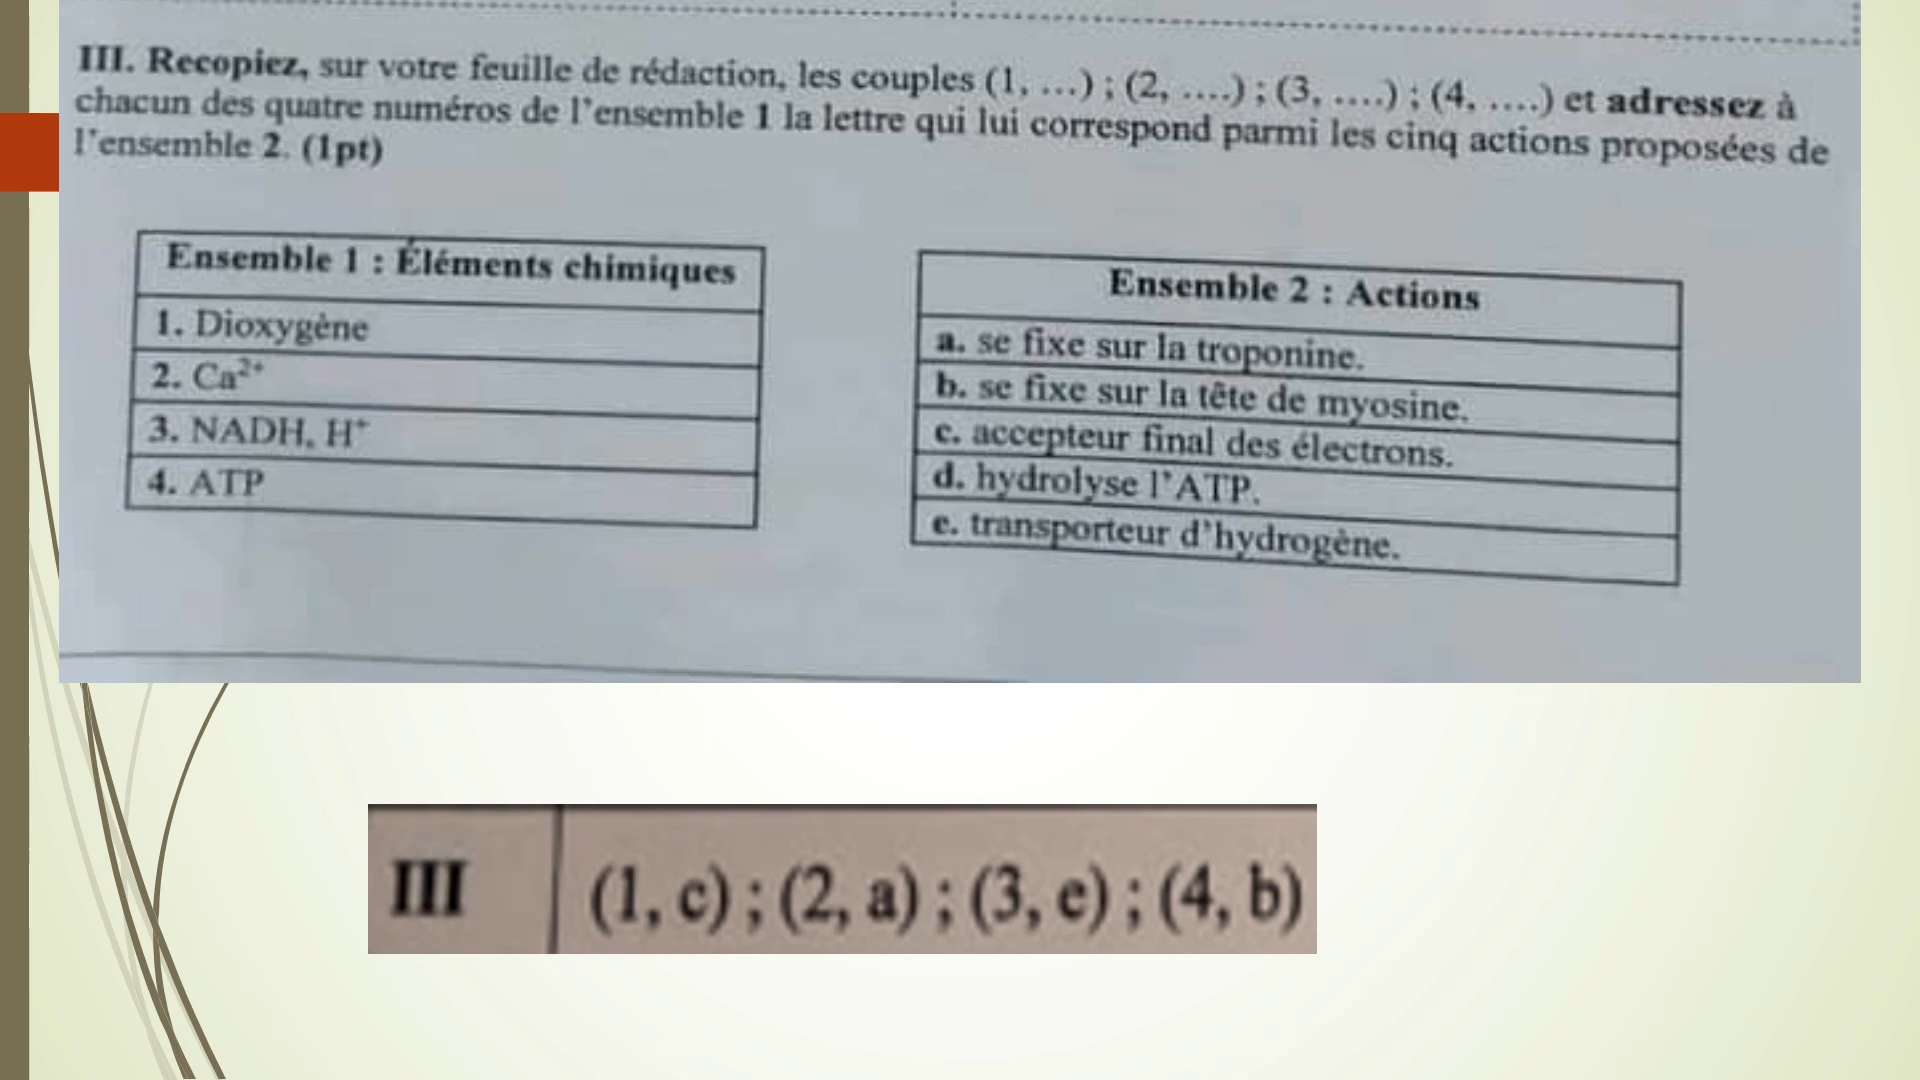 III. Recopiez, sur votre feuille de rédaction, les couples (1, …) ; (2, ….) ; (3, ….) ; (4, ….) et adressez à
chacun des quatre numéros de l'ensemble 1 la lettre qui lui correspond parmi les cinq actions proposées de
l'ensemble 2. (1pt)
Ensemble 1 : Éléments chimiques
1. Dioxygène
2. Ca²⁺
3. NADH, H⁺
4. ATP
Ensemble 2 : Actions
a. se fixe sur la troponine.
b. se fixe sur la tête de myosine.
c. accepteur final des électrons.
d. hydrolyse l'ATP.
e. transporteur d'hydrogène.
III (1, c) ; (2, a) ; (3, e) ; (4, b)